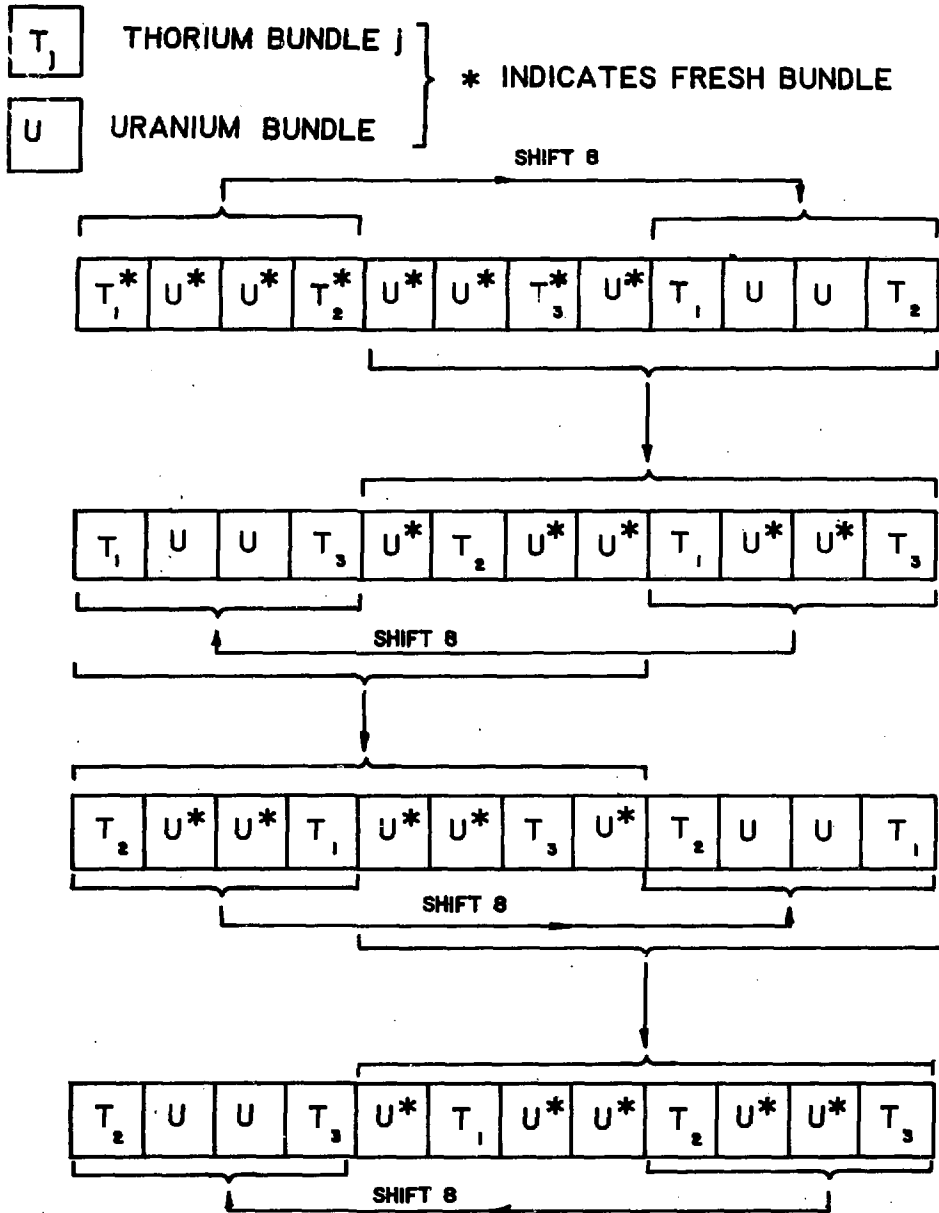 Tj THORIUM BUNDLE j
* INDICATES FRESH BUNDLE
U URANIUM BUNDLE
SHIFT 8
T1* U* U* T2* U* U* T3* U* T1 U U T2
T1 U U T3 U* T2 U* U* T1 U* U* T3
SHIFT 8
T2 U* U* T1 U* U* T3 U* T2 U U T1
SHIFT 8
T2 U U T3 U* T1 U* U* T2 U* U* T3
SHIFT 8